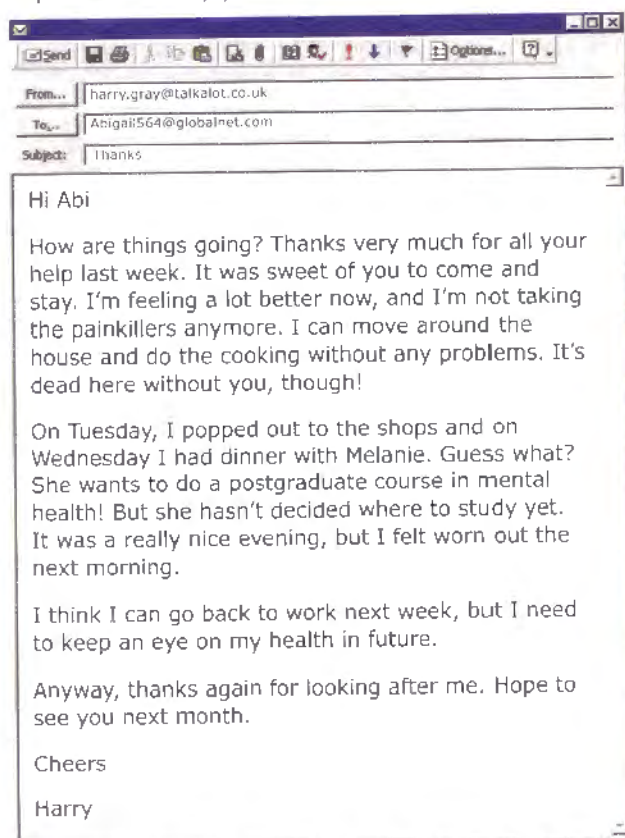 Send Options...
From... harry.gray@talkalot.co.uk
To... Abigail564@globalnet.com
Subject: Thanks
Hi Abi
How are things going? Thanks very much for all your
help last week. It was sweet of you to come and
stay. I'm feeling a lot better now, and I'm not taking
the painkillers anymore. I can move around the
house and do the cooking without any problems. It's
dead here without you, though!
On Tuesday, I popped out to the shops and on
Wednesday I had dinner with Melanie. Guess what?
She wants to do a postgraduate course in mental
health! But she hasn't decided where to study yet.
It was a really nice evening, but I felt worn out the
next morning.
I think I can go back to work next week, but I need
to keep an eye on my health in future.
Anyway, thanks again for looking after me. Hope to
see you next month.
Cheers
Harry